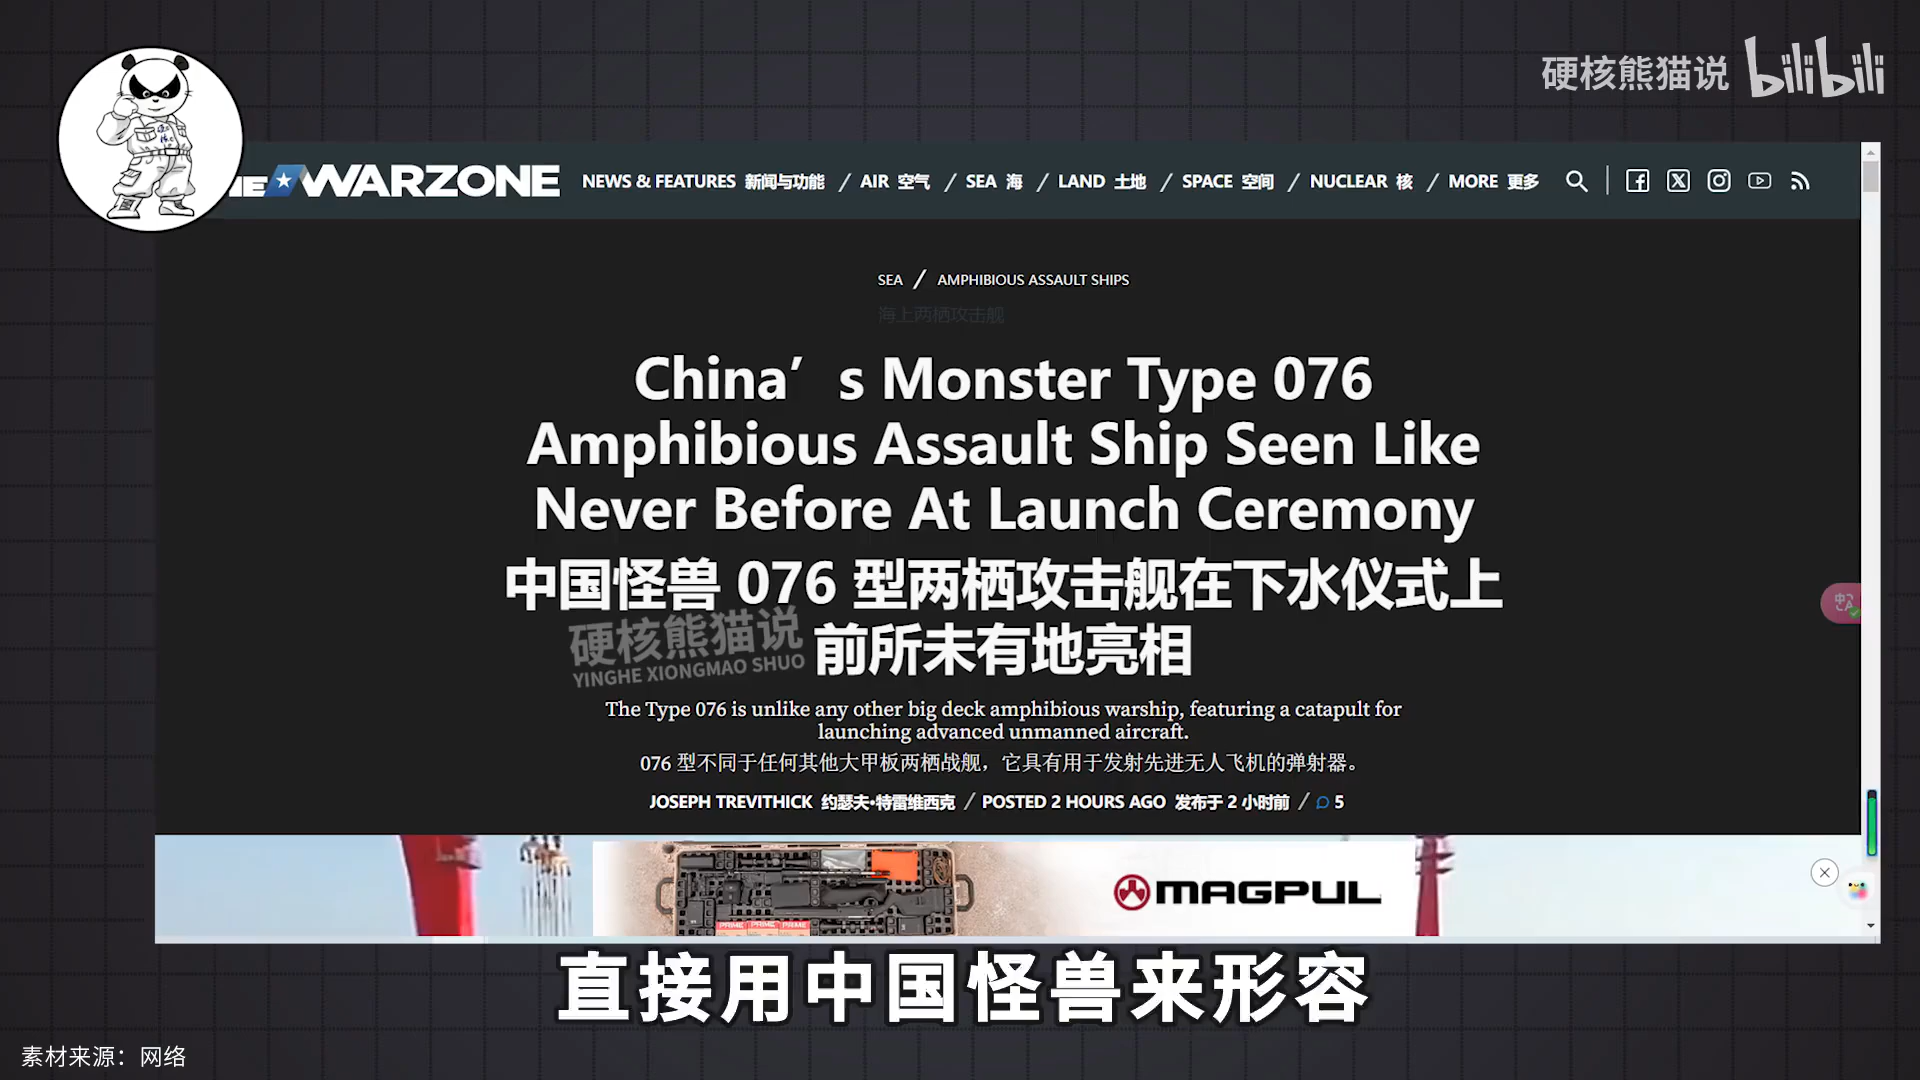 硬核熊猫说 bilibili
THE WARZONE
NEWS & FEATURES 新闻与功能 / AIR 空气 / SEA 海 / LAND 土地 / SPACE 空间 / NUCLEAR 核 / MORE 更多
SEA / AMPHIBIOUS ASSAULT SHIPS
海上两栖攻击舰
China's Monster Type 076
Amphibious Assault Ship Seen Like
Never Before At Launch Ceremony
中国怪兽 076 型两栖攻击舰在下水仪式上
前所未有地亮相
硬核熊猫说
YINGHE XIONGMAO SHUO
The Type 076 is unlike any other big deck amphibious warship, featuring a catapult for
launching advanced unmanned aircraft.
076 型不同于任何其他大甲板两栖战舰，它具有用于发射先进无人飞机的弹射器。
JOSEPH TREVITHICK 约瑟夫·特雷维西克 / POSTED 2 HOURS AGO 发布于 2 小时前 / 5
PRIME PRIME PRIME
MAGPUL
直接用中国怪兽来形容
素材来源：网络